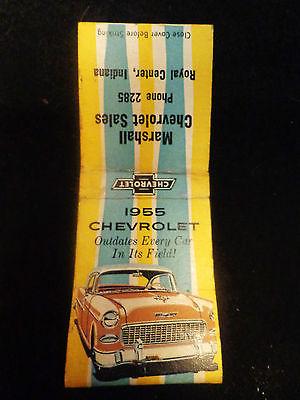 Close Cover Before Striking
Marshall
Chevrolet Sales
Phone 2285
Royal Center, Indiana
CHEVROLET
1955
CHEVROLET
Outdates Every Car
In Its Field!